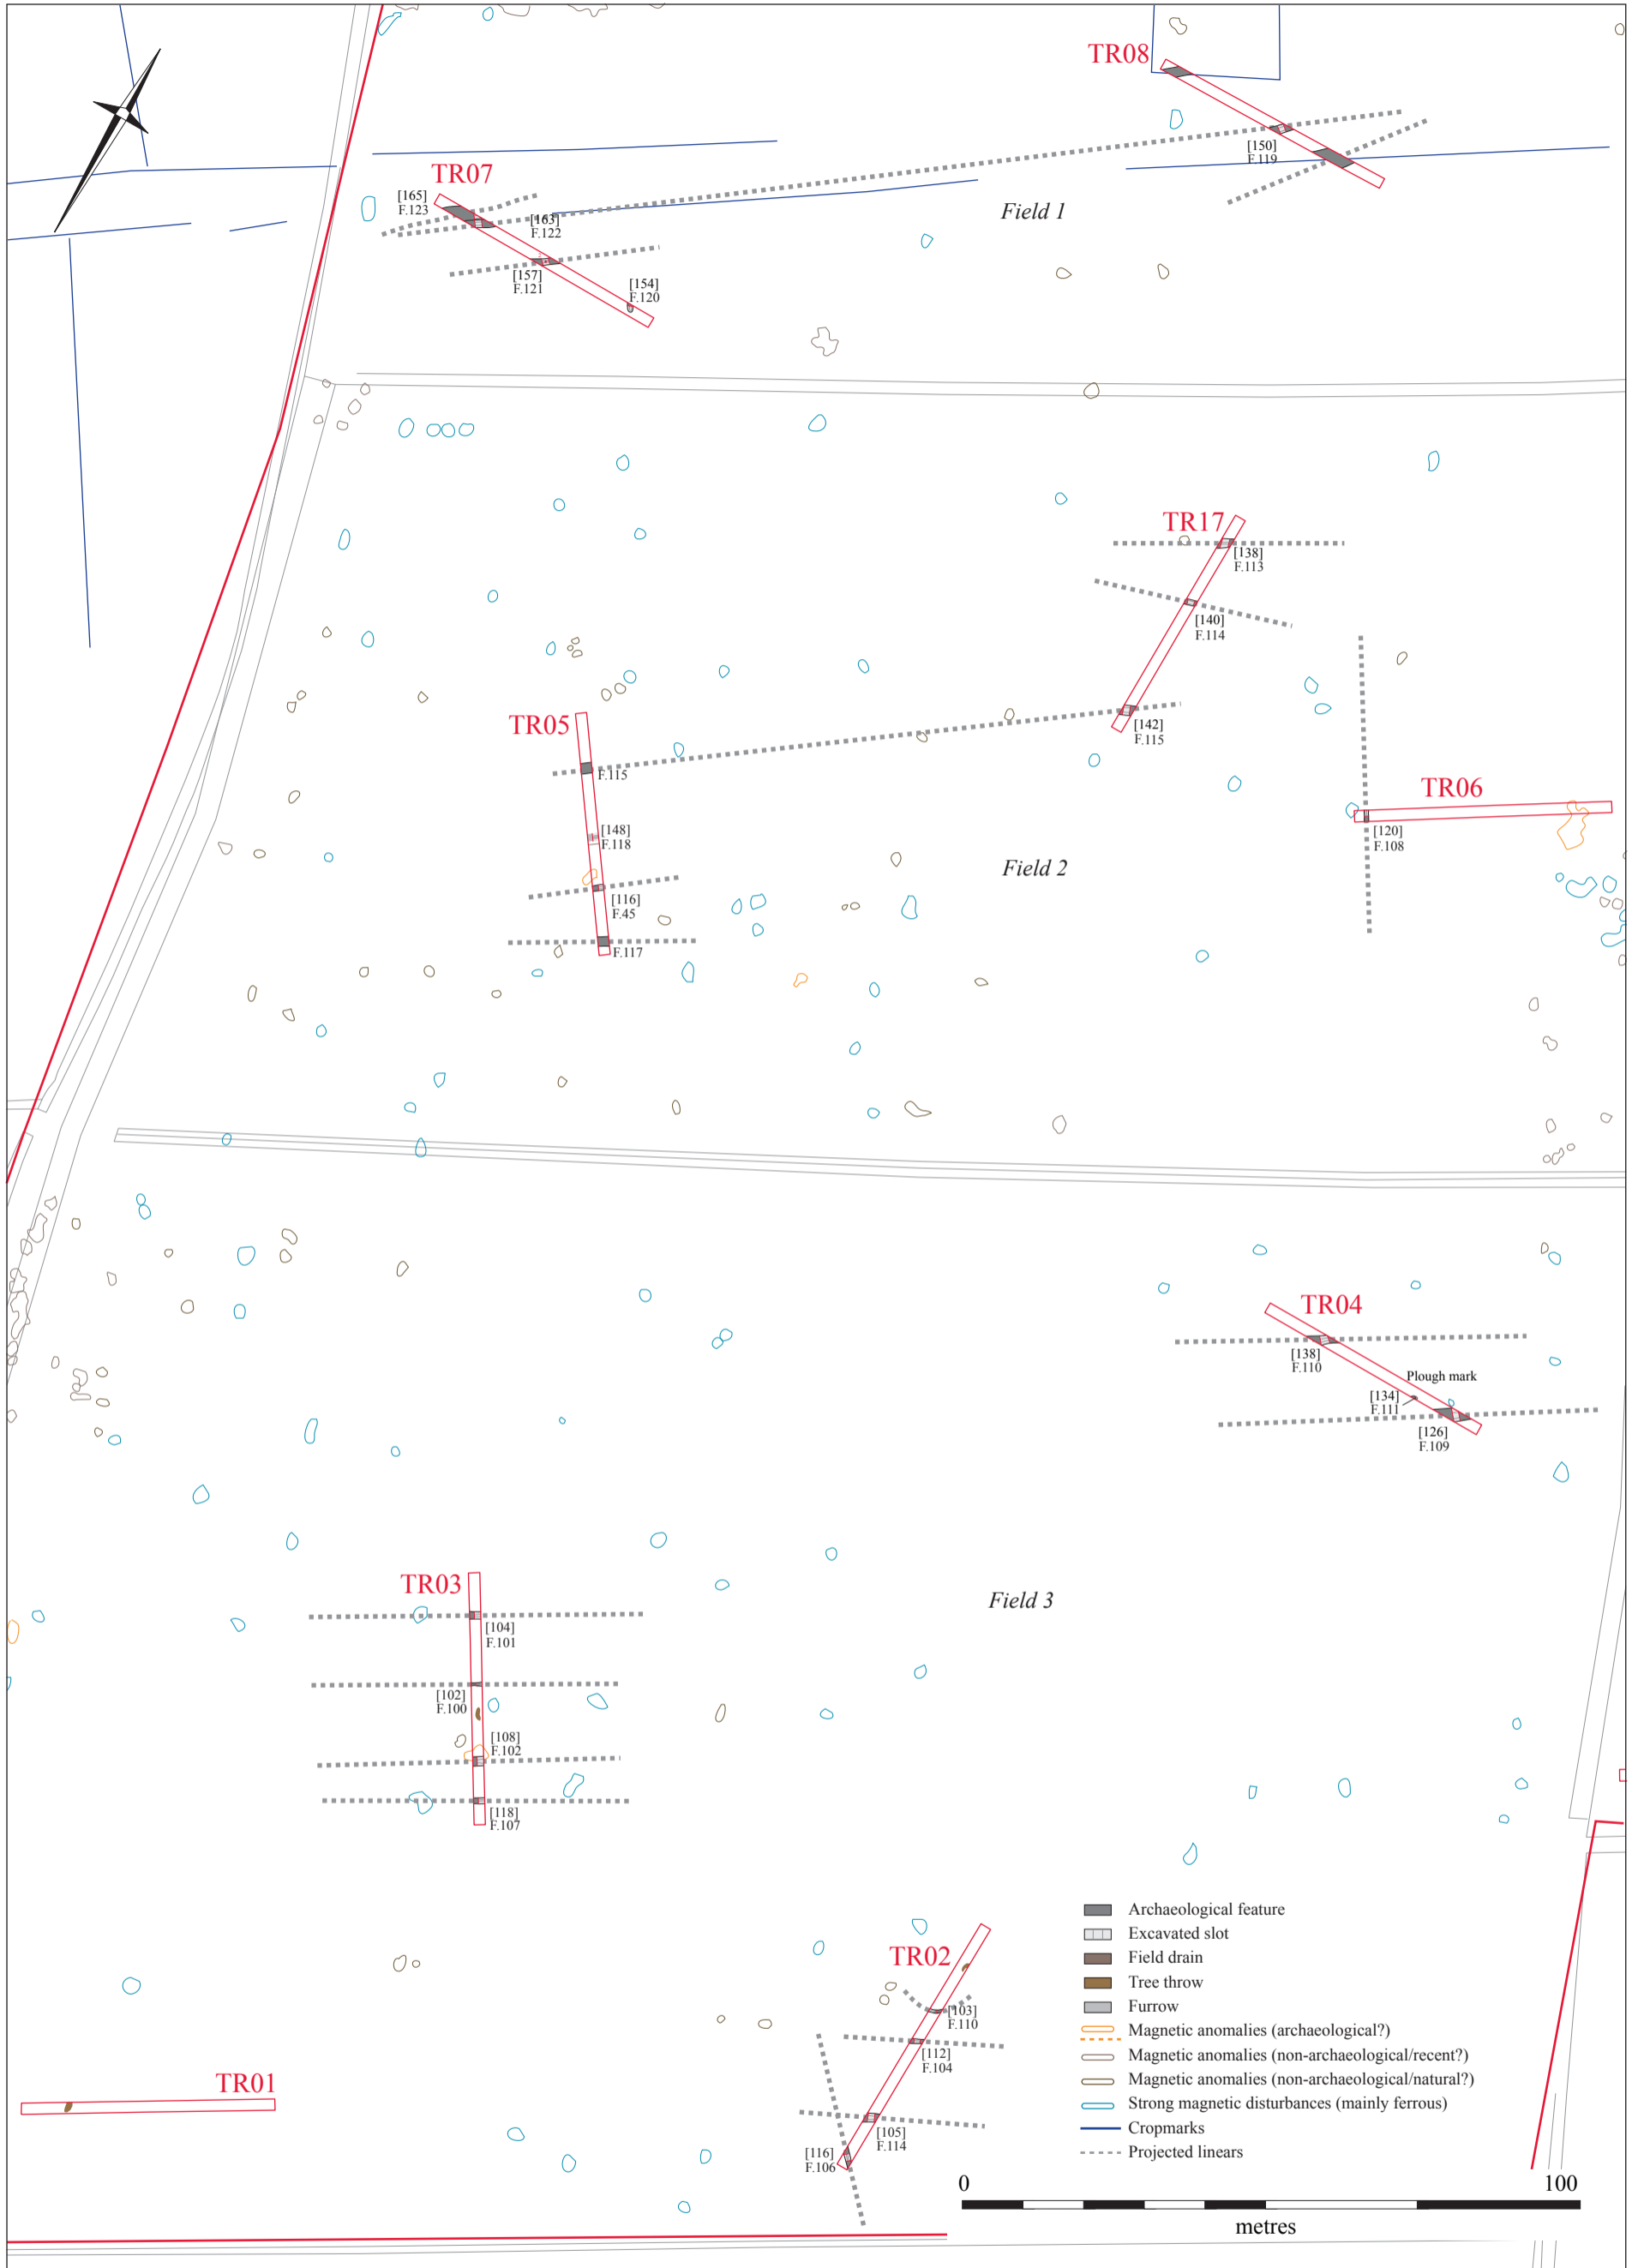 TR08
[150]
F.119
TR07
[165]
F.123
[163]
F.122
Field 1
[157]
F.121
[154]
F.120
TR17
[138]
F.113
[140]
F.114
TR05
[142]
F.115
F.115
TR06
[148]
F.118
[120]
F.108
Field 2
[116]
F.45
F.117
TR04
[138]
F.110
Plough mark
[134]
F.111
[126]
F.109
TR03
Field 3
[104]
F.101
[102]
F.100
[108]
F.102
[118]
F.107
TR02
[103]
F.110
[112]
F.104
TR01
[105]
F.114
[116]
F.106
Archaeological feature
Excavated slot
Field drain
Tree throw
Furrow
Magnetic anomalies (archaeological?)
Magnetic anomalies (non-archaeological/recent?)
Magnetic anomalies (non-archaeological/natural?)
Strong magnetic disturbances (mainly ferrous)
Cropmarks
Projected linears
0 100
metres